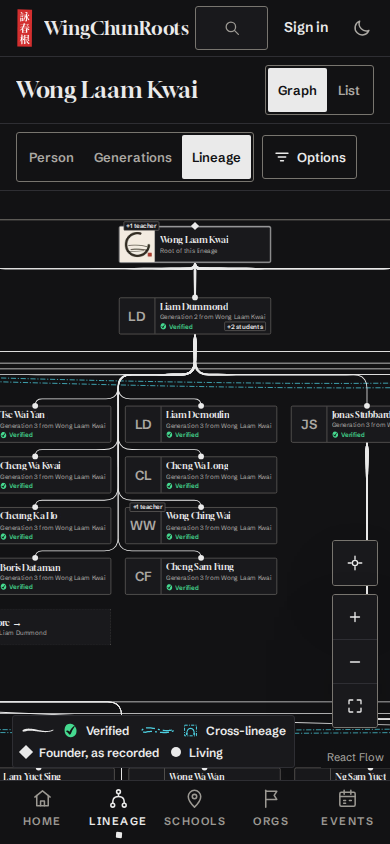 詠春根
WingChunRoots
Sign in
Wong Laam Kwai
Graph
List
Person
Generations
Lineage
Options
+1 teacher
Wong Laam Kwai
Root of this lineage
LD
Liam Dummond
Generation 2 from Wong Laam Kwai
Verified
+2 students
Tsc Wai Yan
Generation 3 from Wong Laam Kwai
Verified
LD
Liam Demoulin
Generation 3 from Wong Laam Kwai
Verified
JS
Jonas Stubbard
Generation 3 from Wong Laam
Verified
Cheng Wa Kwai
Generation 3 from Wong Laam Kwai
Verified
CL
Cheng Wa Long
Generation 3 from Wong Laam Kwai
Verified
Cheung Ka Ho
Generation 3 from Wong Laam Kwai
Verified
+1 teacher
WW
Wong Ching Wai
Generation 3 from Wong Laam Kwai
Verified
Boris Dataman
Generation 3 from Wong Laam Kwai
Verified
CF
Cheng Sam Fung
Generation 3 from Wong Laam Kwai
Verified
ore →
Liam Dummond
Verified
Cross-lineage
Founder, as recorded
Living
React Flow
Lam Yuet Sing
Wong Wa Wan
Ng Sam Yuet
HOME
LINEAGE
SCHOOLS
ORGS
EVENTS